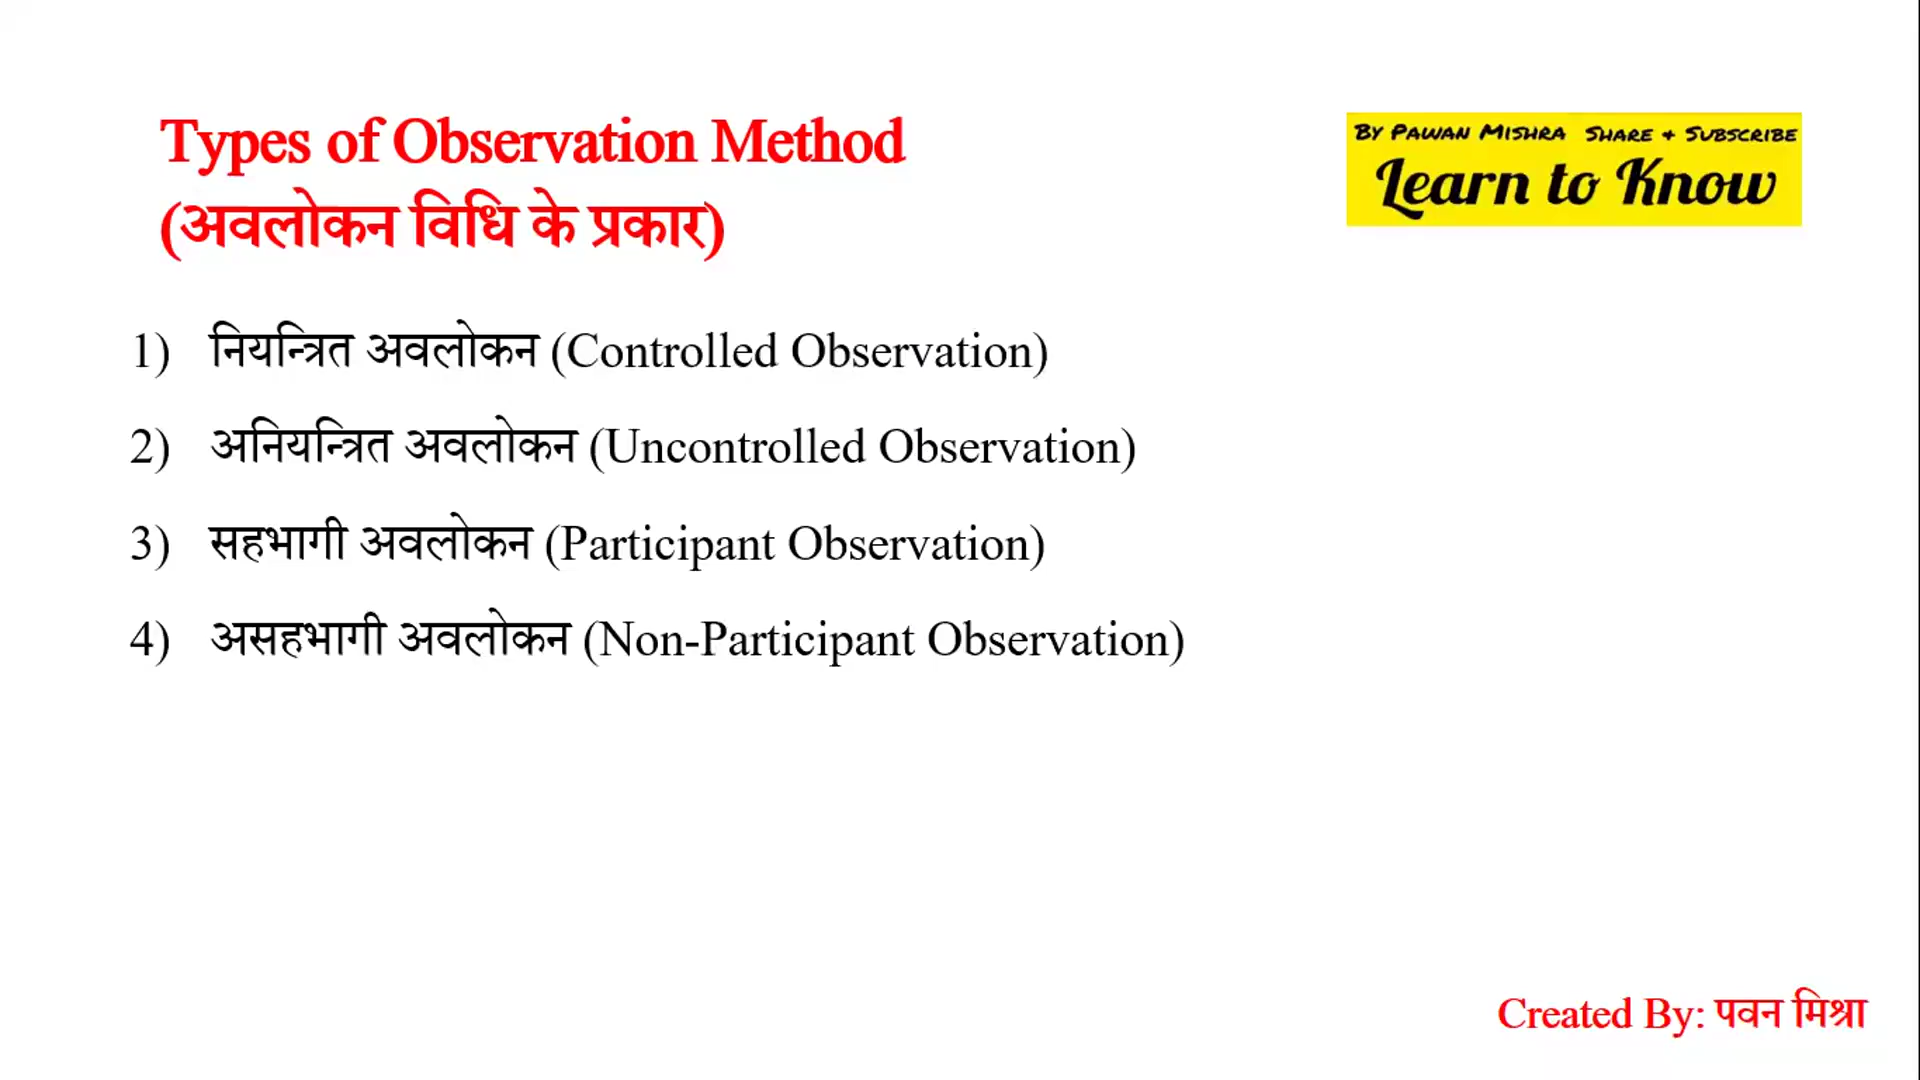 Types of Observation Method
(अवलोकन विधि के प्रकार)
By Pawan Mishra Share + Subscribe
Learn to Know
1) नियन्त्रित अवलोकन (Controlled Observation)
2) अनियन्त्रित अवलोकन (Uncontrolled Observation)
3) सहभागी अवलोकन (Participant Observation)
4) असहभागी अवलोकन (Non-Participant Observation)
Created By: पवन मिश्रा